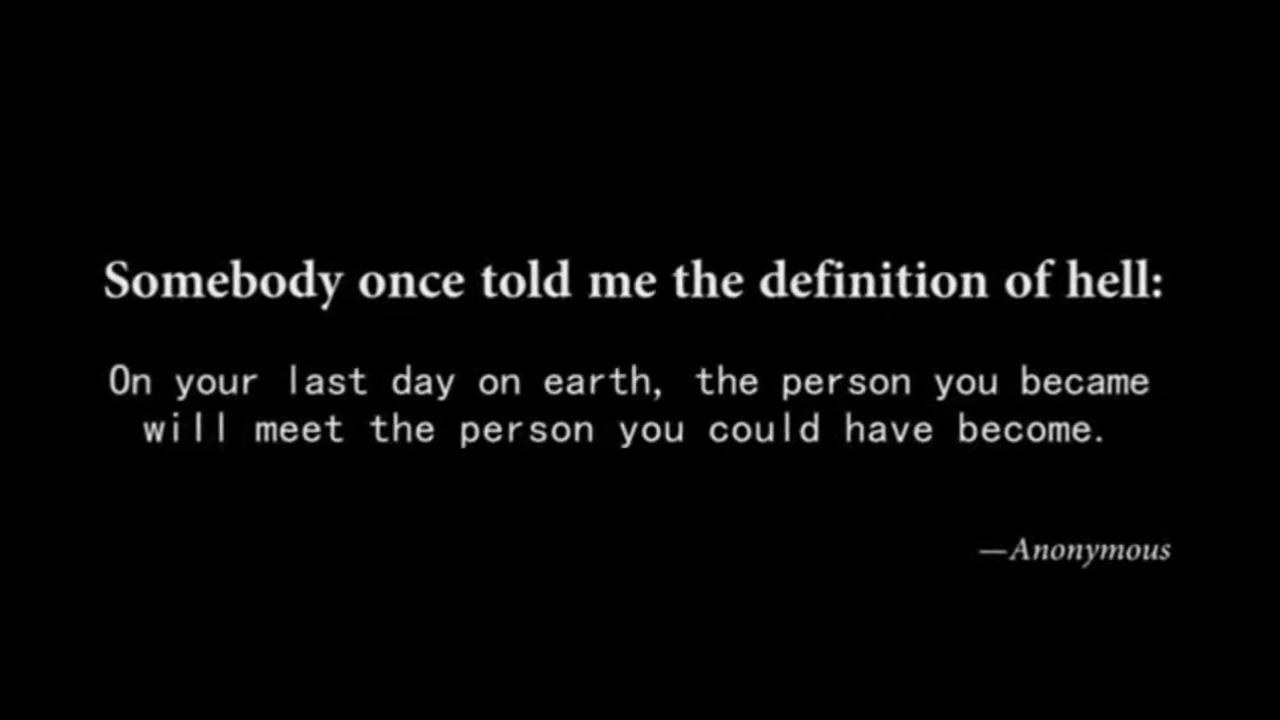 Somebody once told me the definition of hell:
On your last day on earth, the person you became
will meet the person you could have become.
—Anonymous